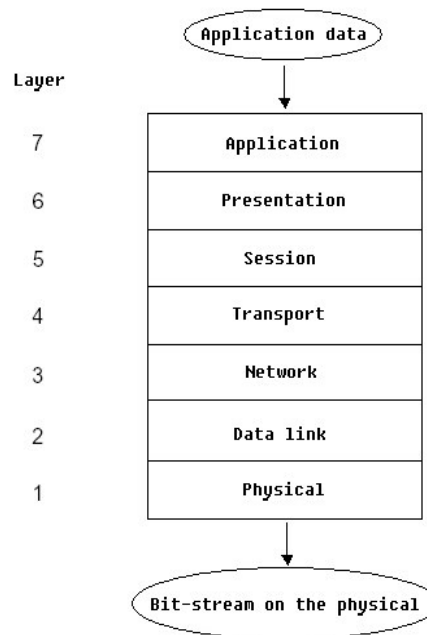 Application data
Layer
7 Application
6 Presentation
5 Session
4 Transport
3 Network
2 Data link
1 Physical
Bit-stream on the physical